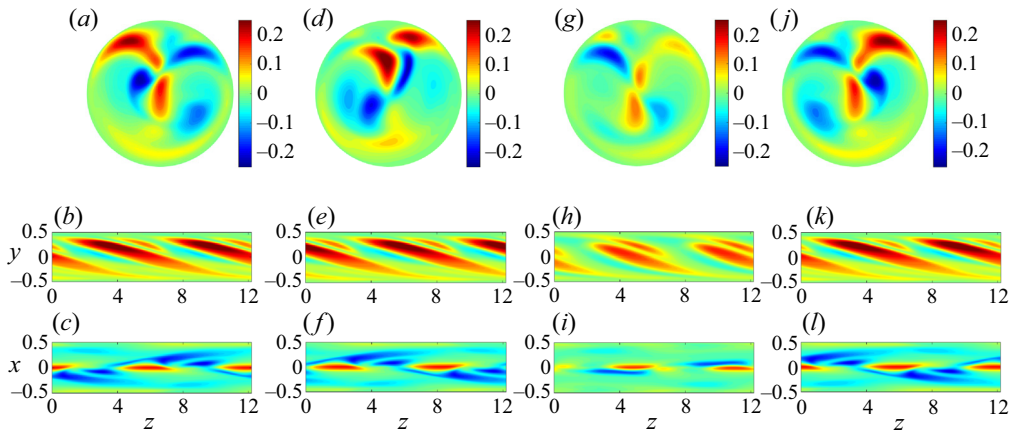 (a) (d) (g) (j)
0.2 0.2 0.2 0.2
0.1 0.1 0.1 0.1
0 0 0 0
–0.1 –0.1 –0.1 –0.1
–0.2 –0.2 –0.2 –0.2
(b) (e) (h) (k)
0.5 0.5 0.5 0.5
y 0 0 0 0
–0.5 –0.5 –0.5 –0.5
0 4 8 12 0 4 8 12 0 4 8 12 0 4 8 12
(c) (f) (i) (l)
0.5 0.5 0.5 0.5
x 0 0 0 0
–0.5 –0.5 –0.5 –0.5
0 4 8 12 0 4 8 12 0 4 8 12 0 4 8 12
z z z z